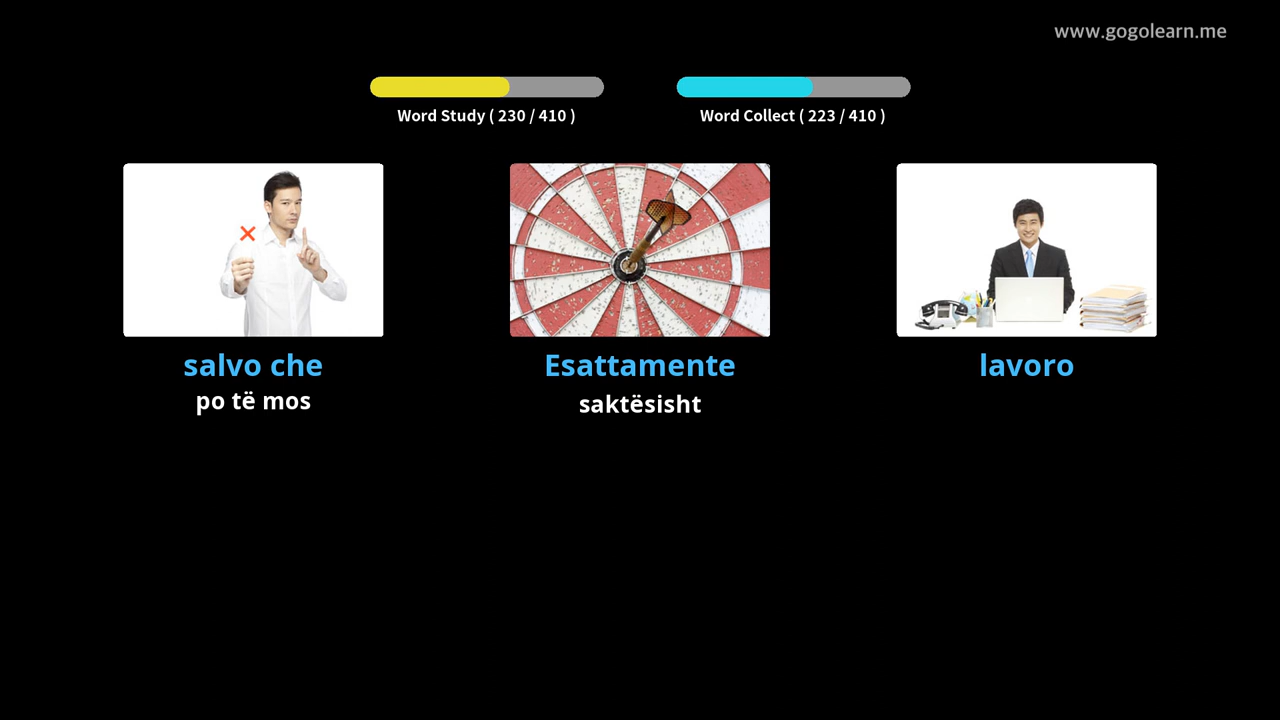 www.gogolearn.me
Word Study ( 230 / 410 )
Word Collect ( 223 / 410 )
salvo che
Esattamente
lavoro
po të mos
saktësisht